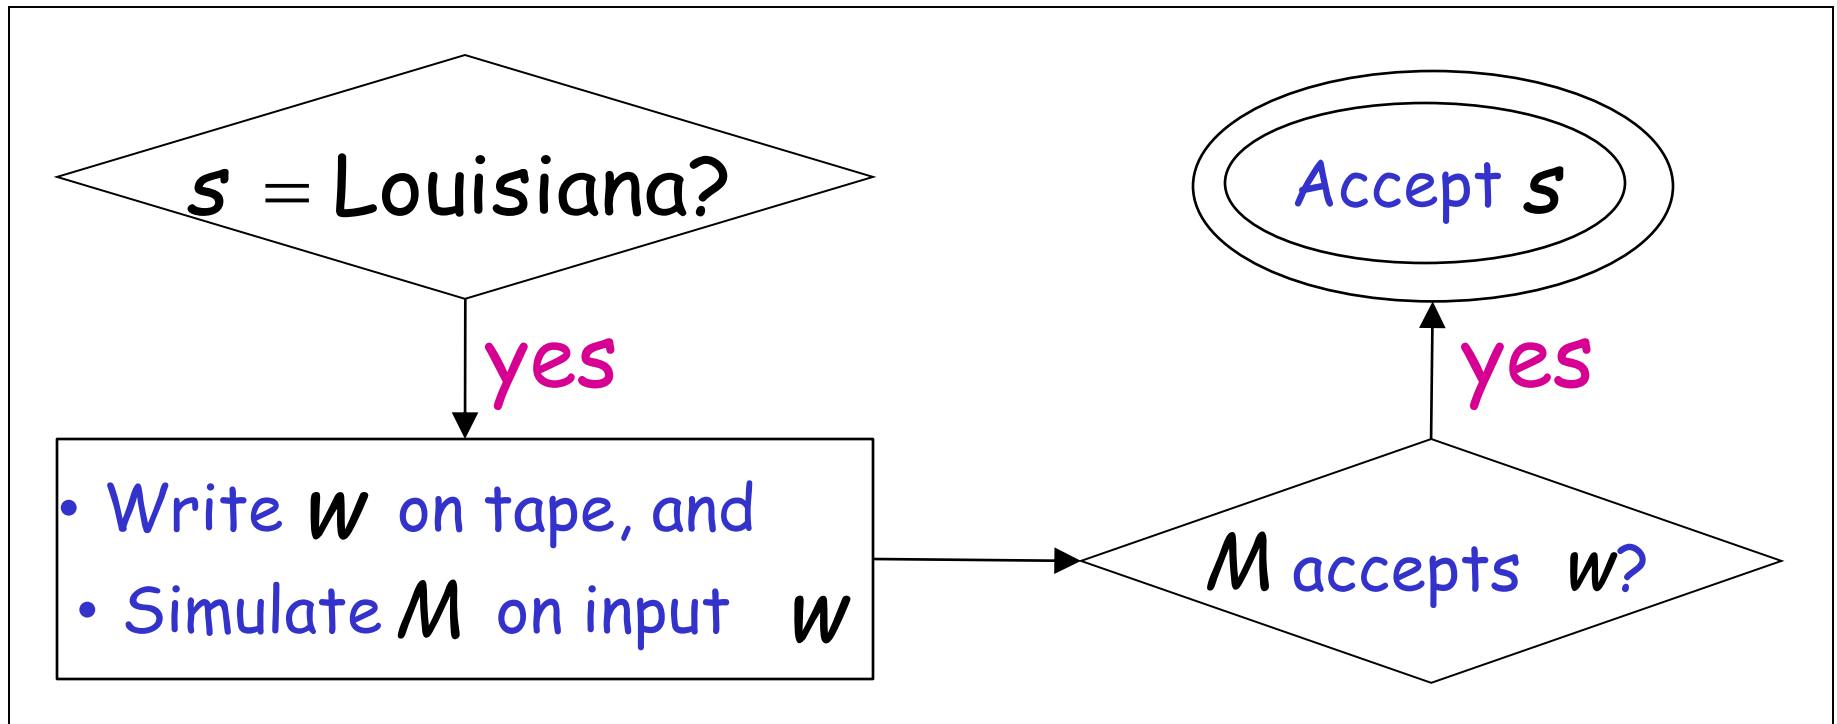 s = Louisiana?
Accept s
yes
yes
• Write w on tape, and
• Simulate M on input w
M accepts w?